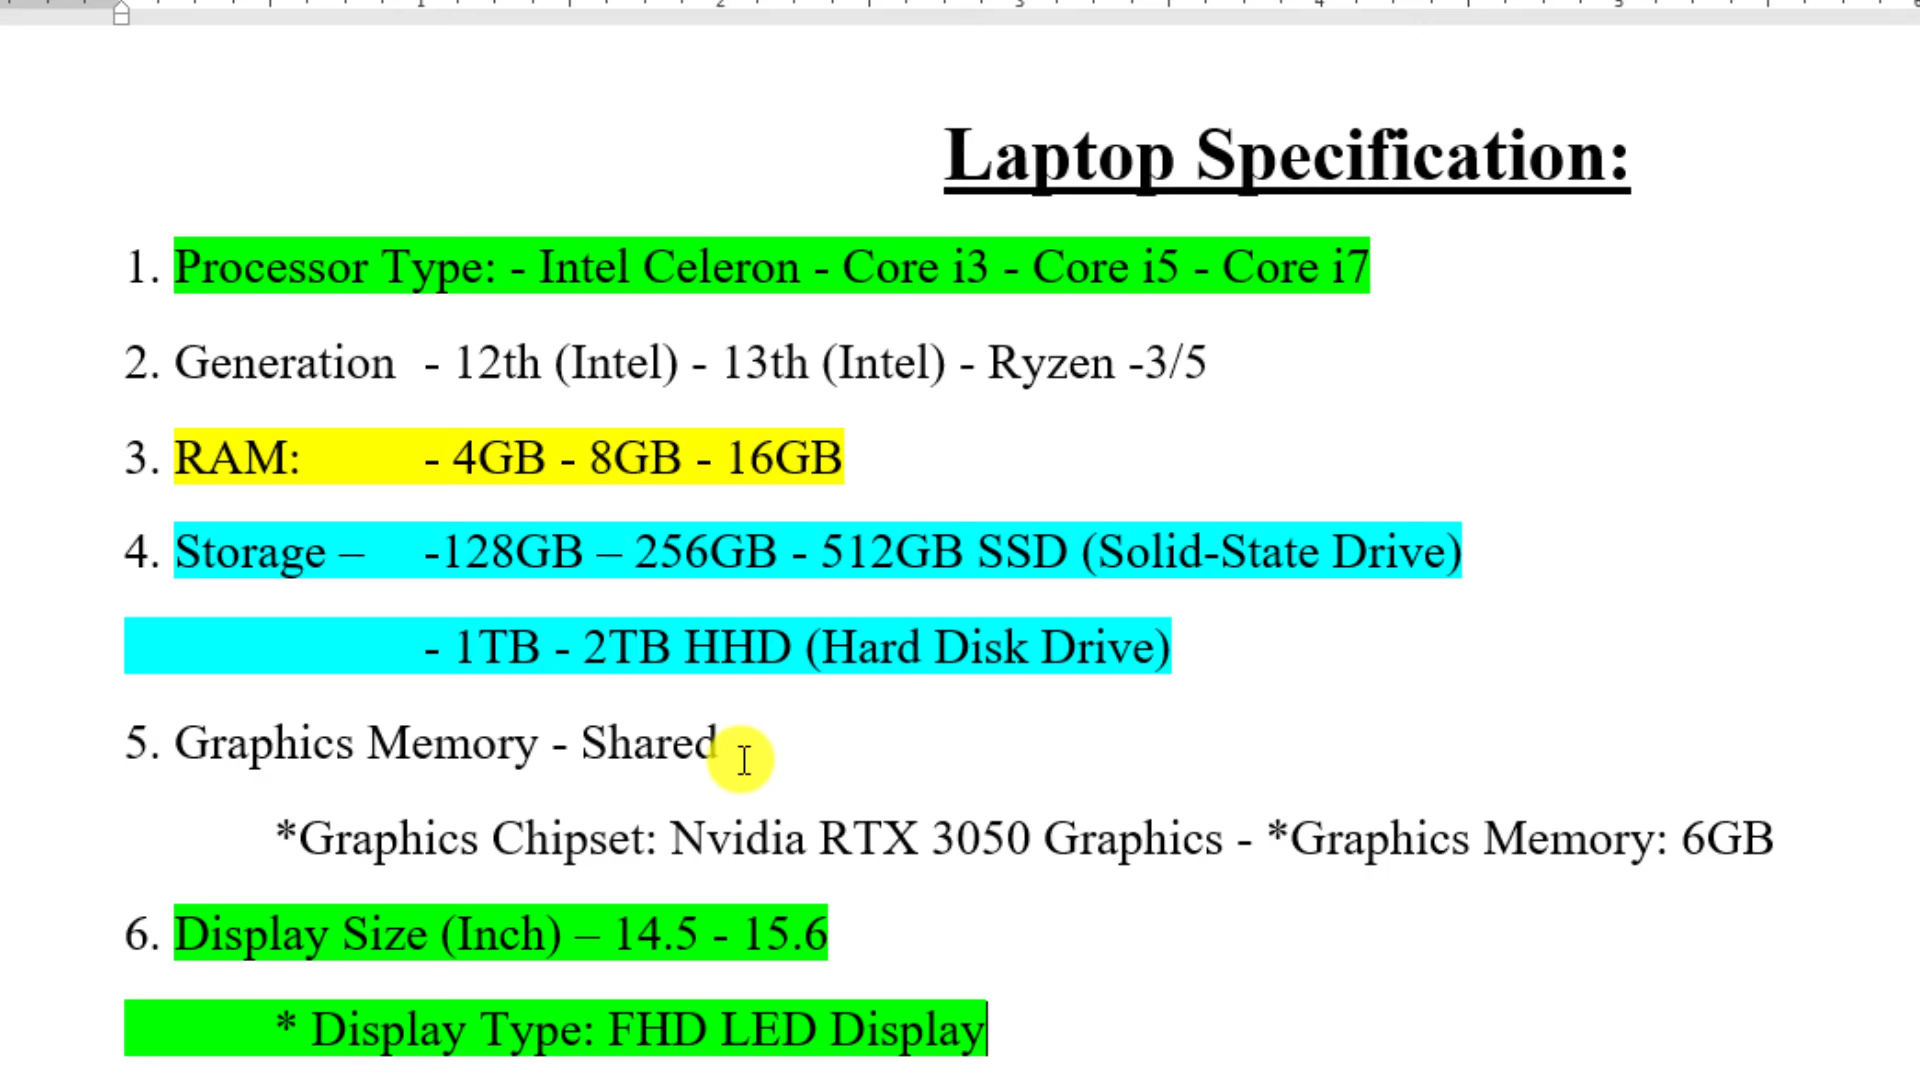 Laptop Specification:
1. Processor Type: - Intel Celeron - Core i3 - Core i5 - Core i7
2. Generation - 12th (Intel) - 13th (Intel) - Ryzen -3/5
3. RAM: - 4GB - 8GB - 16GB
4. Storage – -128GB – 256GB - 512GB SSD (Solid-State Drive)
- 1TB - 2TB HHD (Hard Disk Drive)
5. Graphics Memory - Shared
*Graphics Chipset: Nvidia RTX 3050 Graphics - *Graphics Memory: 6GB
6. Display Size (Inch) – 14.5 - 15.6
* Display Type: FHD LED Display